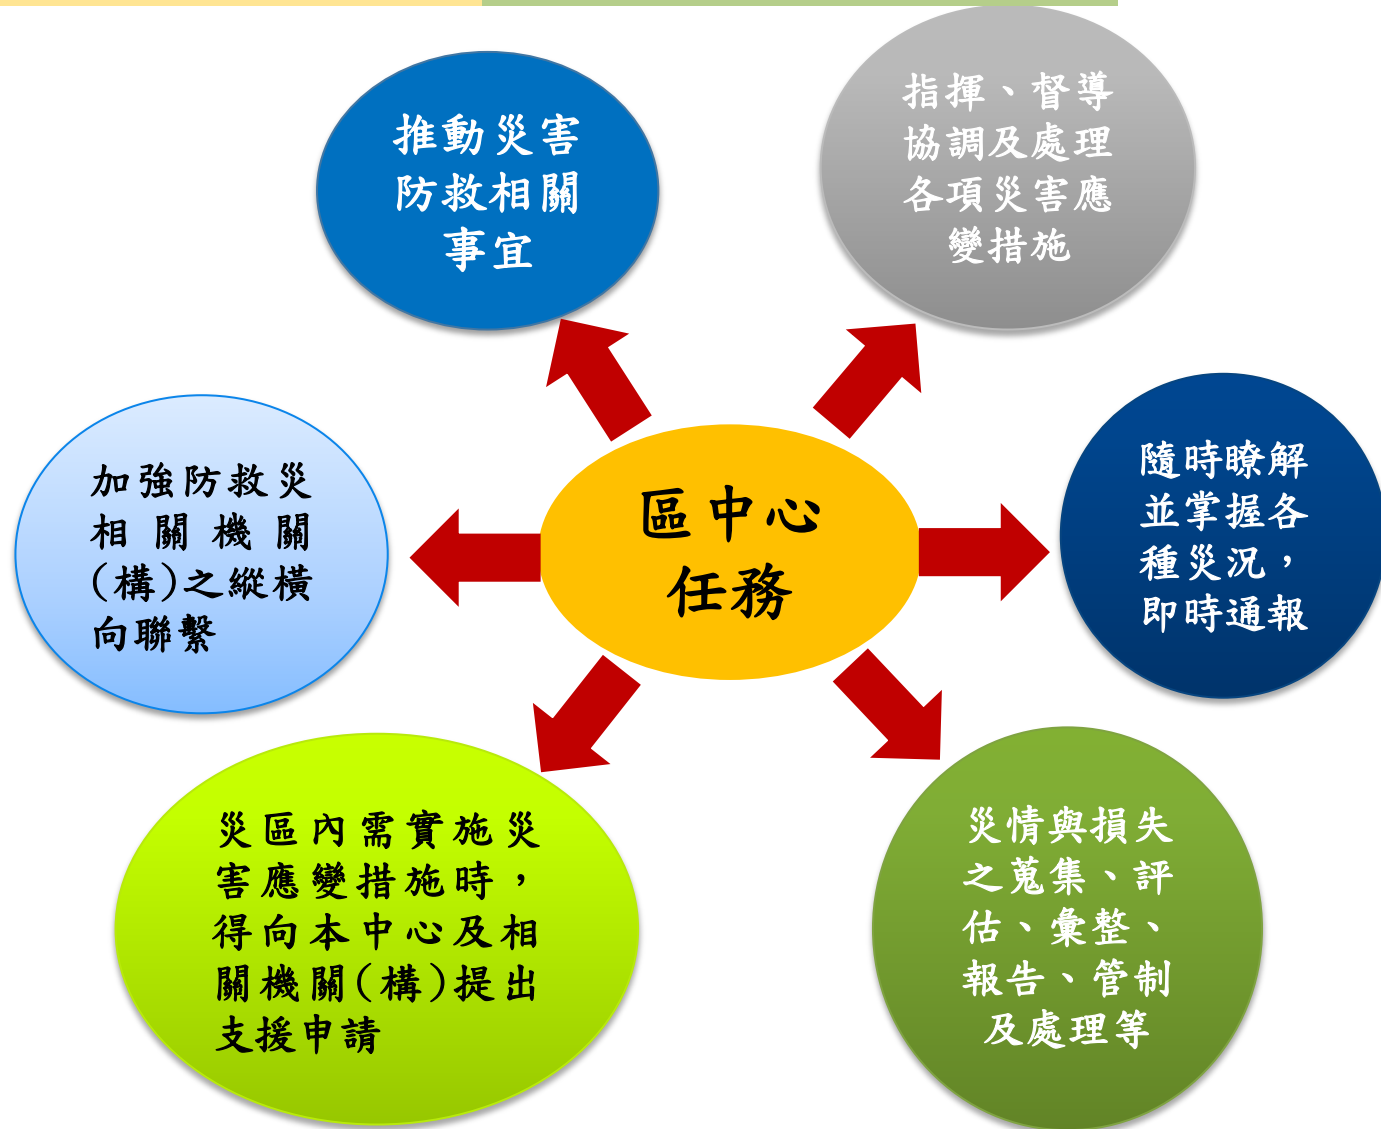 推動災害
防救相關
事宜
指揮、督導
協調及處理
各項災害應
變措施
加強防救災
相關機關
(構)之縱橫
向聯繫
區中心
任務
隨時瞭解
並掌握各
種災況，
即時通報
災區內需實施災
害應變措施時，
得向本中心及相
關機關(構)提出
支援申請
災情與損失
之蒐集、評
估、彙整、
報告、管制
及處理等